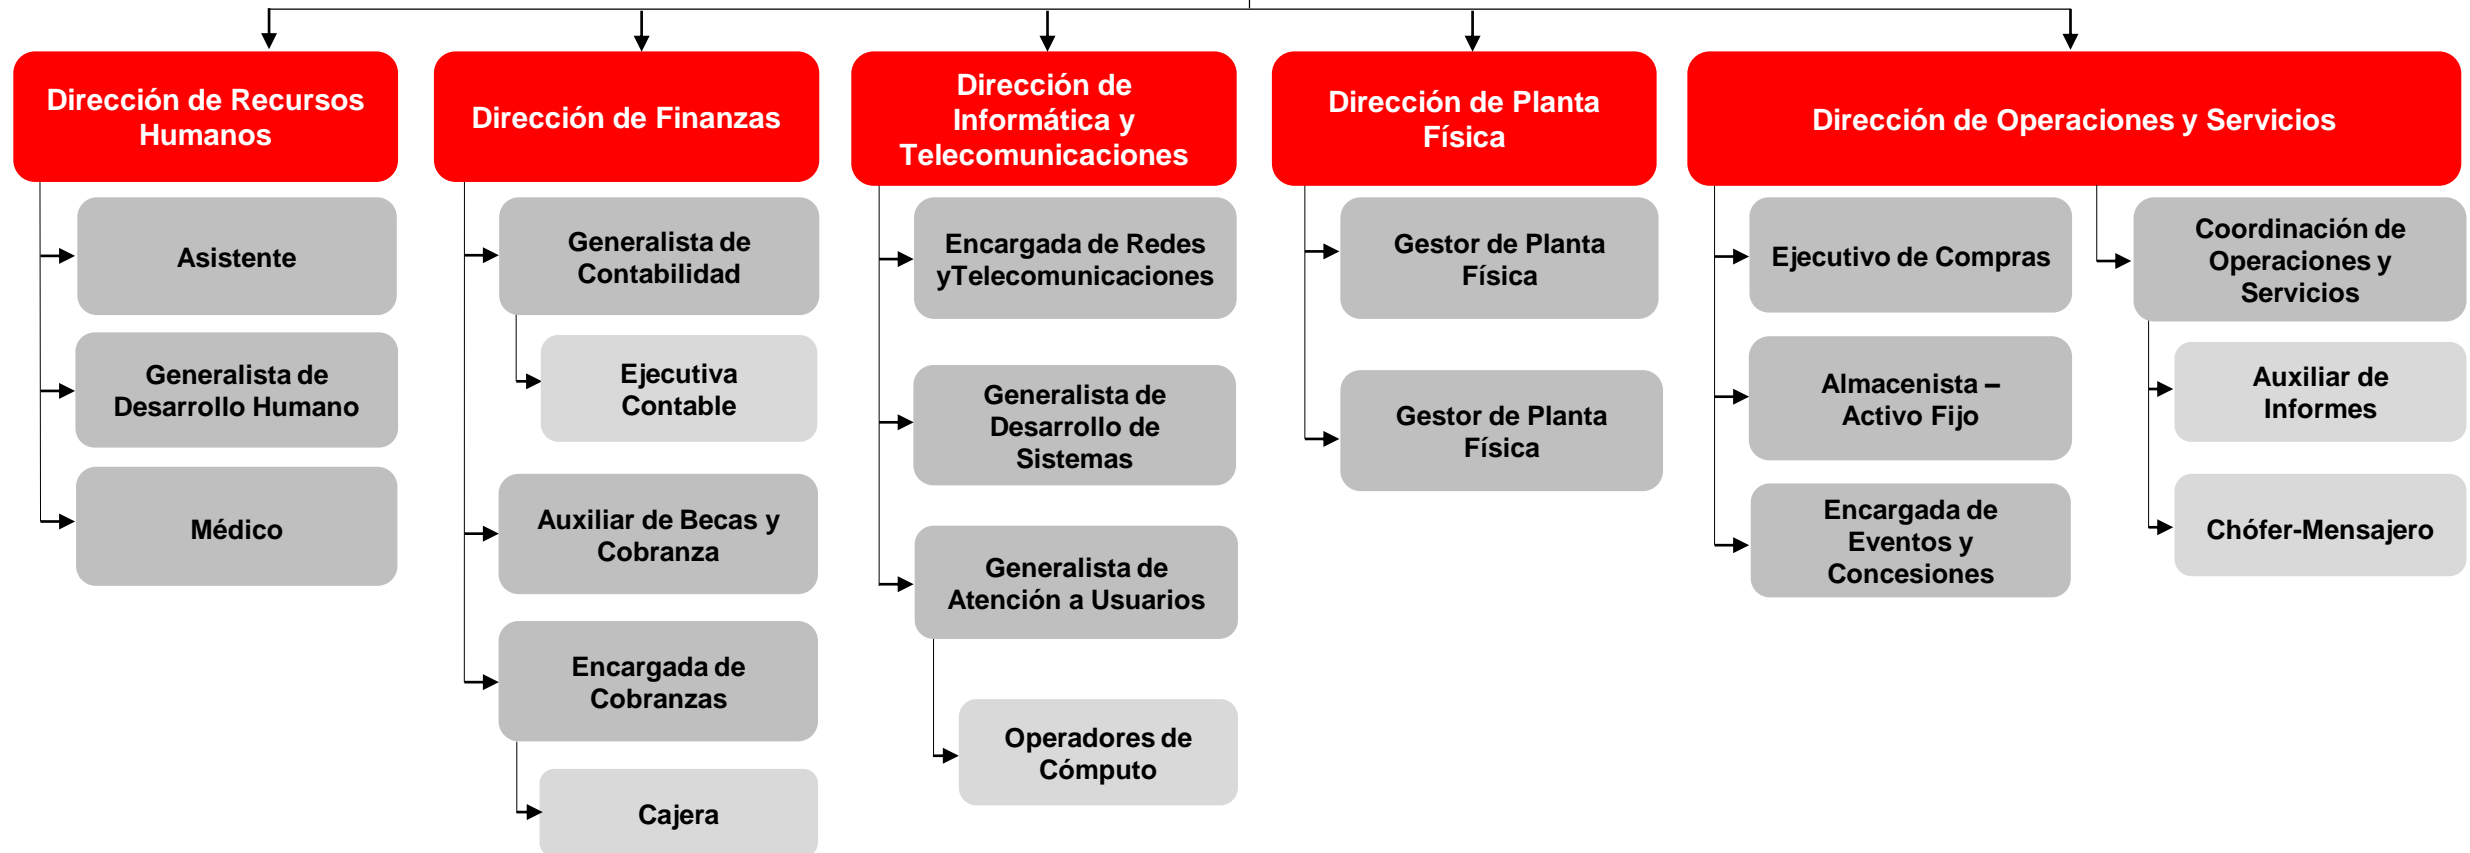 Dirección de Recursos
Humanos
Asistente
Generalista de
Desarrollo Humano
Médico
Dirección de Finanzas
Generalista de
Contabilidad
Ejecutiva
Contable
Auxiliar de Becas y
Cobranza
Encargada de
Cobranzas
Cajera
Dirección de
Informática y
Telecomunicaciones
Encargada de Redes
yTelecomunicaciones
Generalista de
Desarrollo de
Sistemas
Generalista de
Atención a Usuarios
Operadores de
Cómputo
Dirección de Planta
Física
Gestor de Planta
Física
Gestor de Planta
Física
Dirección de Operaciones y Servicios
Ejecutivo de Compras
Almacenista –
Activo Fijo
Encargada de
Eventos y
Concesiones
Coordinación de
Operaciones y
Servicios
Auxiliar de
Informes
Chófer-Mensajero